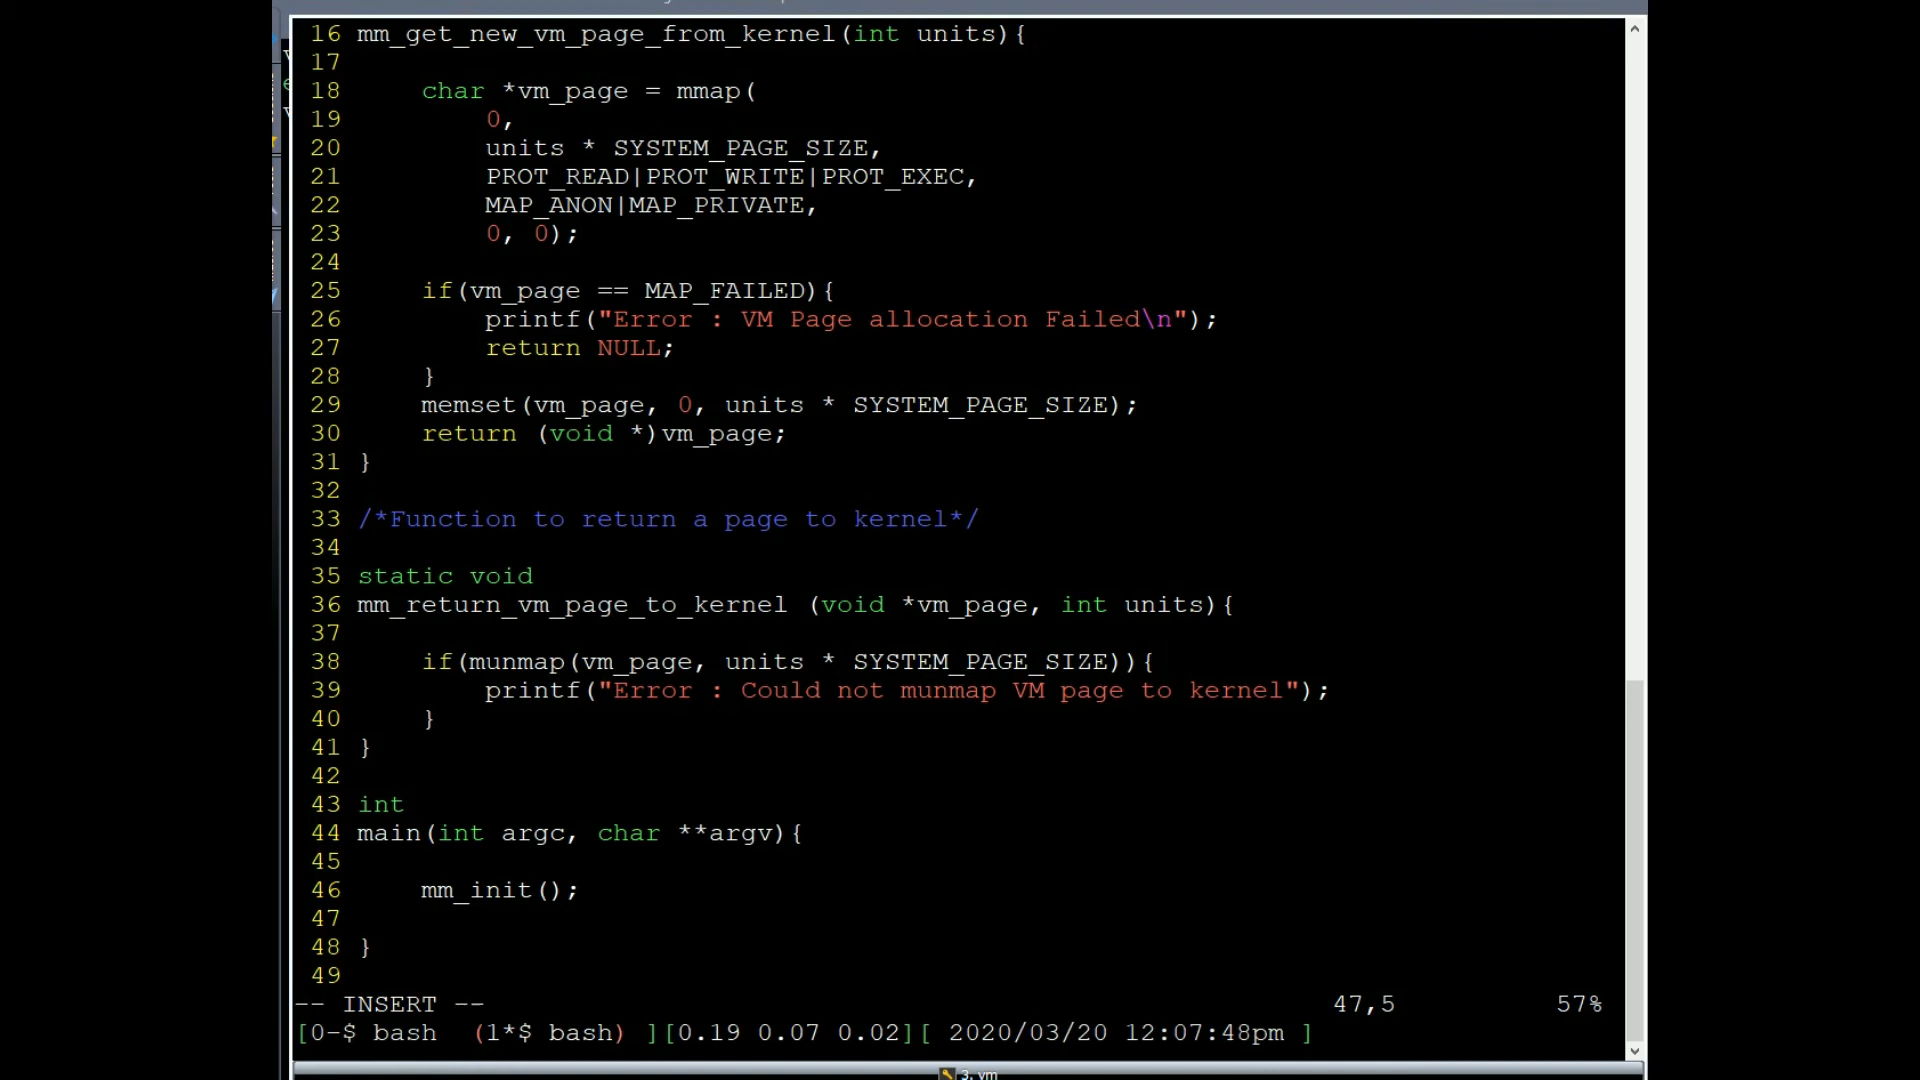 16 mm_get_new_vm_page_from_kernel(int units){
17
18     char *vm_page = mmap(
19         0,
20         units * SYSTEM_PAGE_SIZE,
21         PROT_READ|PROT_WRITE|PROT_EXEC,
22         MAP_ANON|MAP_PRIVATE,
23         0, 0);
24
25     if(vm_page == MAP_FAILED){
26         printf("Error : VM Page allocation Failed\n");
27         return NULL;
28     }
29     memset(vm_page, 0, units * SYSTEM_PAGE_SIZE);
30     return (void *)vm_page;
31 }
32
33 /*Function to return a page to kernel*/
34
35 static void
36 mm_return_vm_page_to_kernel (void *vm_page, int units){
37
38     if(munmap(vm_page, units * SYSTEM_PAGE_SIZE)){
39         printf("Error : Could not munmap VM page to kernel");
40     }
41 }
42
43 int
44 main(int argc, char **argv){
45
46     mm_init();
47
48 }
49
-- INSERT -- 47,5 57%
[0-$ bash  (1*$ bash) ][0.19 0.07 0.02][ 2020/03/20 12:07:48pm ]
3. vm